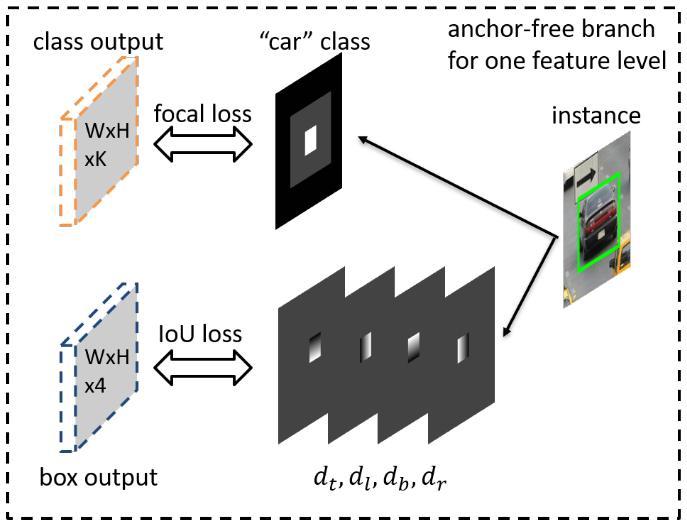 class output
“car” class
anchor-free branch
for one feature level
focal loss
instance
WxH
xK
IoU loss
WxH
x4
box output
d_t, d_l, d_b, d_r